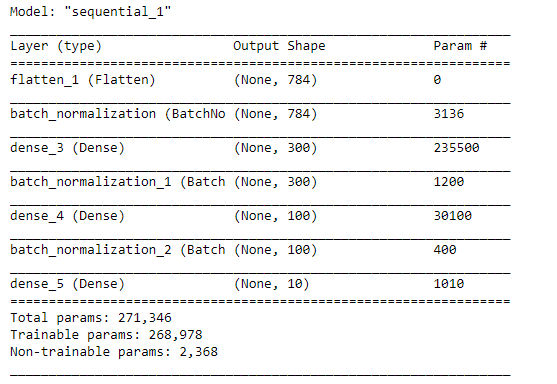 Model: "sequential_1"
Layer (type) Output Shape Param #
flatten_1 (Flatten) (None, 784) 0
batch_normalization (BatchNo (None, 784) 3136
dense_3 (Dense) (None, 300) 235500
batch_normalization_1 (Batch (None, 300) 1200
dense_4 (Dense) (None, 100) 30100
batch_normalization_2 (Batch (None, 100) 400
dense_5 (Dense) (None, 10) 1010
Total params: 271,346
Trainable params: 268,978
Non-trainable params: 2,368